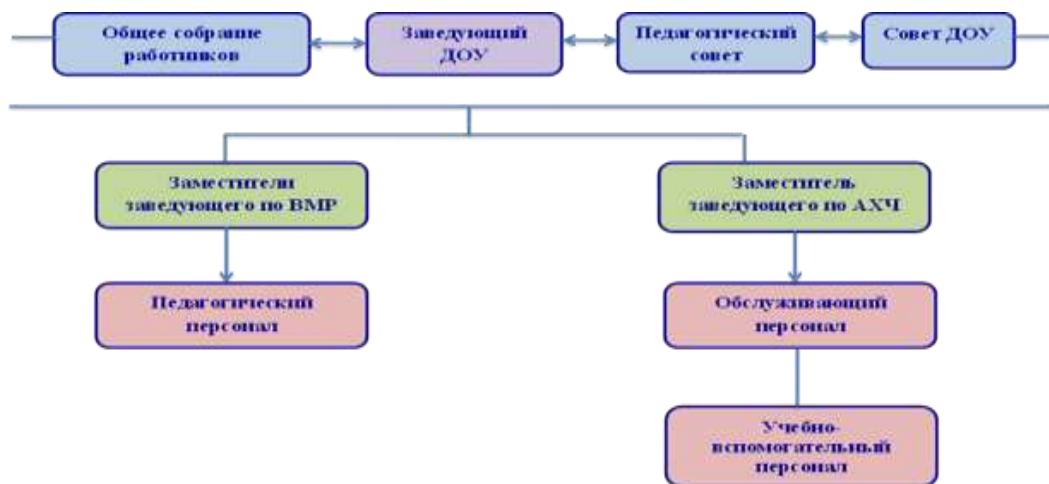 Общее собрание
работников
Заведующий
ДОУ
Педагогический
совет
Совет ДОУ
Заместители
заведующего по ВМР
Заместитель
заведующего по АХЧ
Педагогический
персонал
Обслуживающий
персонал
Учебно-
вспомогательный
персонал